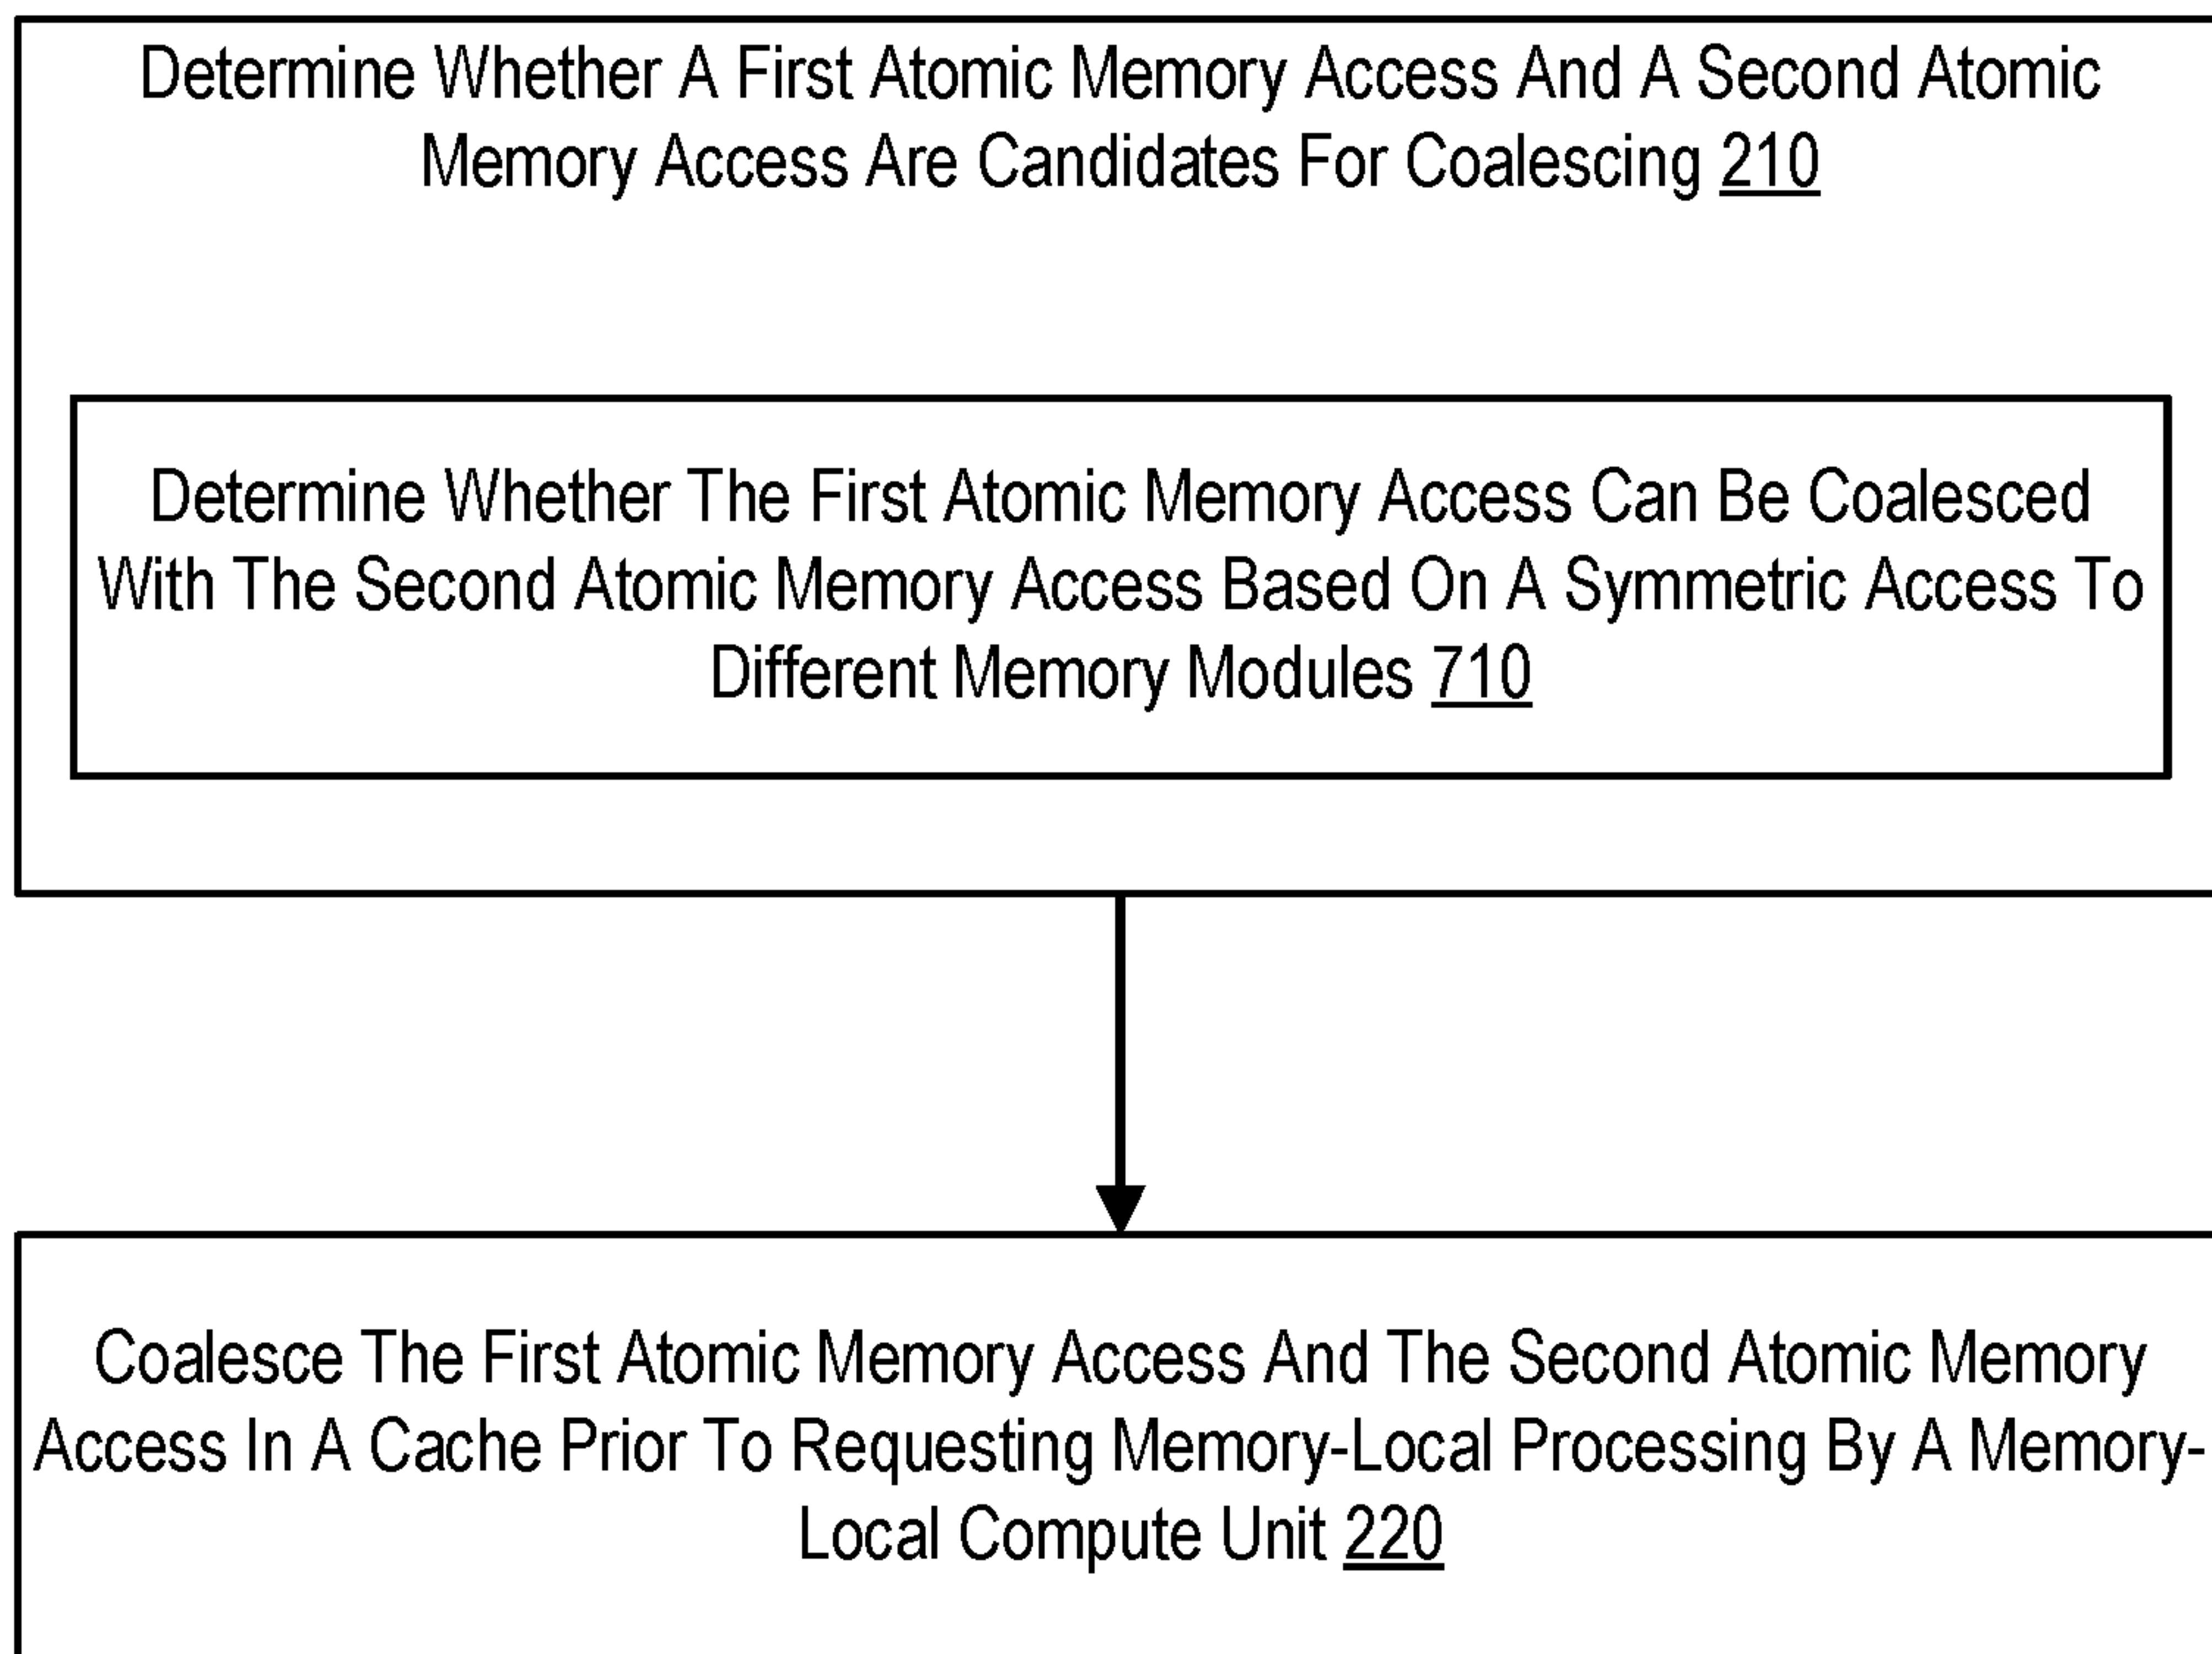 Determine Whether A First Atomic Memory Access And A Second Atomic
Memory Access Are Candidates For Coalescing 210
Determine Whether The First Atomic Memory Access Can Be Coalesced
With The Second Atomic Memory Access Based On A Symmetric Access To
Different Memory Modules 710
Coalesce The First Atomic Memory Access And The Second Atomic Memory
Access In A Cache Prior To Requesting Memory-Local Processing By A Memory-
Local Compute Unit 220